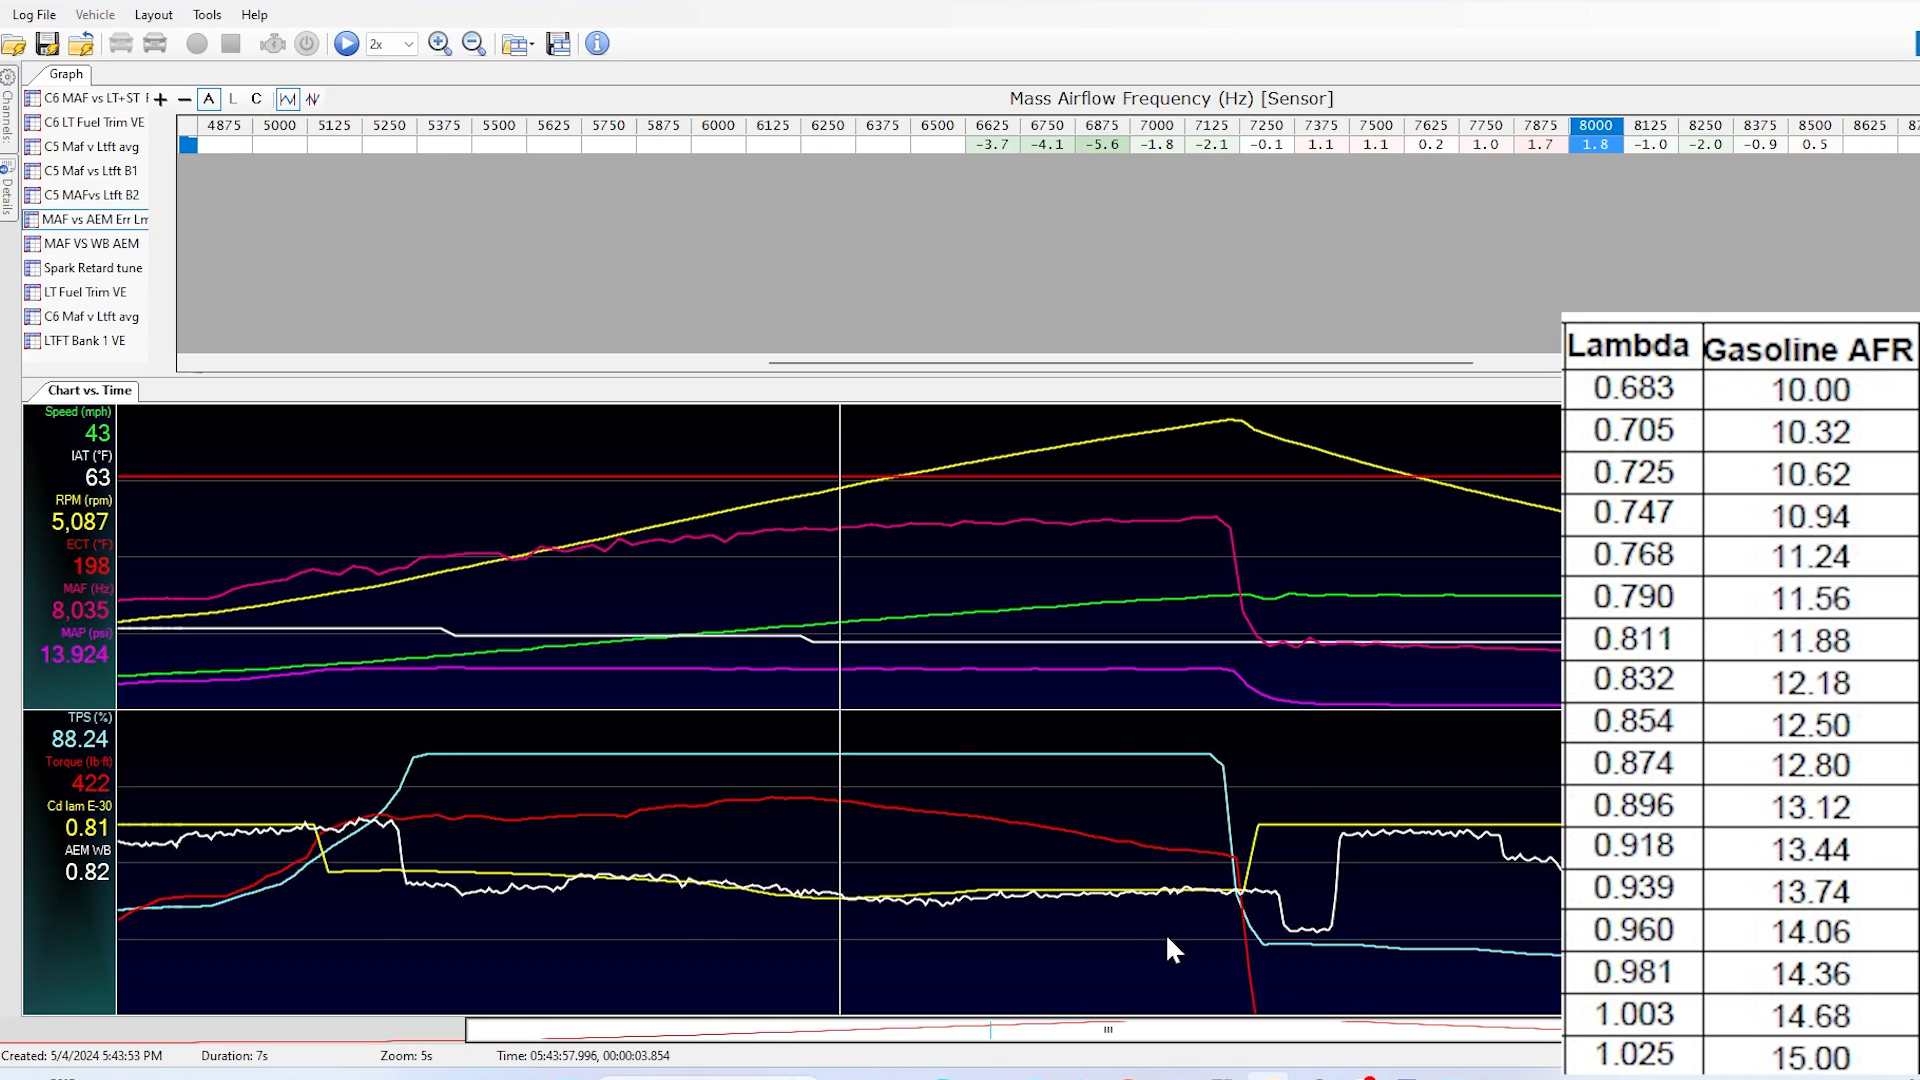 Log File Vehicle Layout Tools Help
2x
Channels:
Details
Graph
C6 MAF vs LT+ST
C6 LT Fuel Trim VE
C5 Maf v Ltft avg
C5 Maf vs Ltft B1
C5 MAFvs Ltft B2
MAF vs AEM Err Lm
MAF VS WB AEM
Spark Retard tune
LT Fuel Trim VE
C6 Maf v Ltft avg
LTFT Bank 1 VE
A L C
Mass Airflow Frequency (Hz) [Sensor]
4875 5000 5125 5250 5375 5500 5625 5750 5875 6000 6125 6250 6375 6500 6625 6750 6875 7000 7125 7250 7375 7500 7625 7750 7875 8000 8125 8250 8375 8500 8625
-3.7 -4.1 -5.6 -1.8 -2.1 -0.1 1.1 1.1 0.2 1.0 1.7 1.8 -1.0 -2.0 -0.9 0.5
Chart vs. Time
Speed (mph)
43
IAT (°F)
63
RPM (rpm)
5,087
ECT (°F)
198
MAF (Hz)
8,035
MAP (psi)
13.924
TPS (%)
88.24
Torque (lb·ft)
422
Cd lam E-30
0.81
AEM WB
0.82
Lambda Gasoline AFR
0.683 10.00
0.705 10.32
0.725 10.62
0.747 10.94
0.768 11.24
0.790 11.56
0.811 11.88
0.832 12.18
0.854 12.50
0.874 12.80
0.896 13.12
0.918 13.44
0.939 13.74
0.960 14.06
0.981 14.36
1.003 14.68
1.025 15.00
Created: 5/4/2024 5:43:53 PM Duration: 7s Zoom: 5s Time: 05:43:57.996, 00:00:03.854